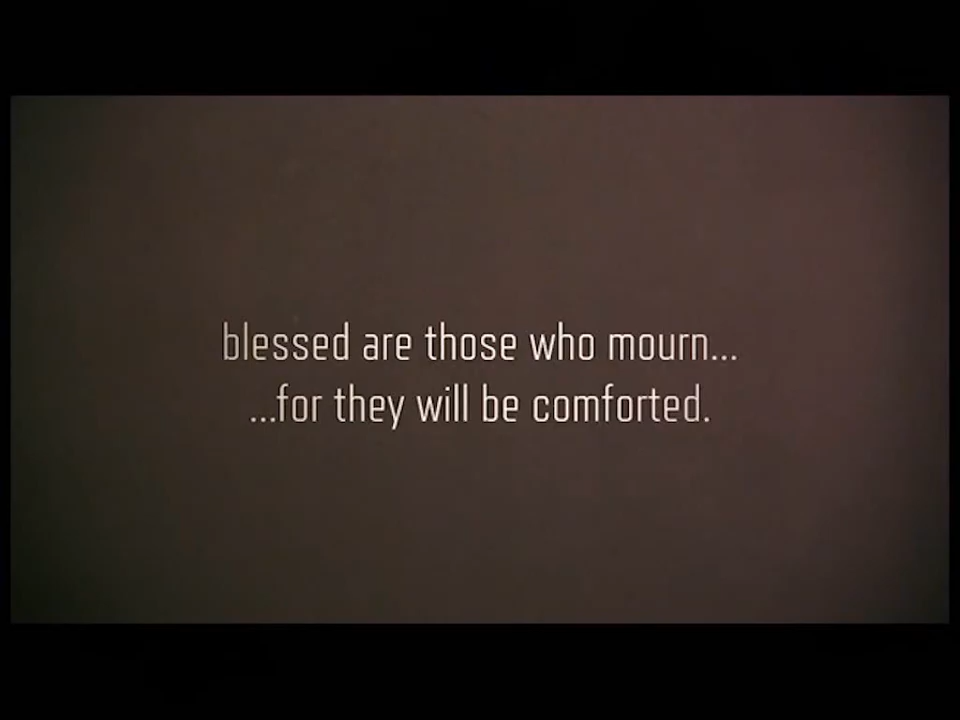 blessed are those who mourn...
...for they will be comforted.